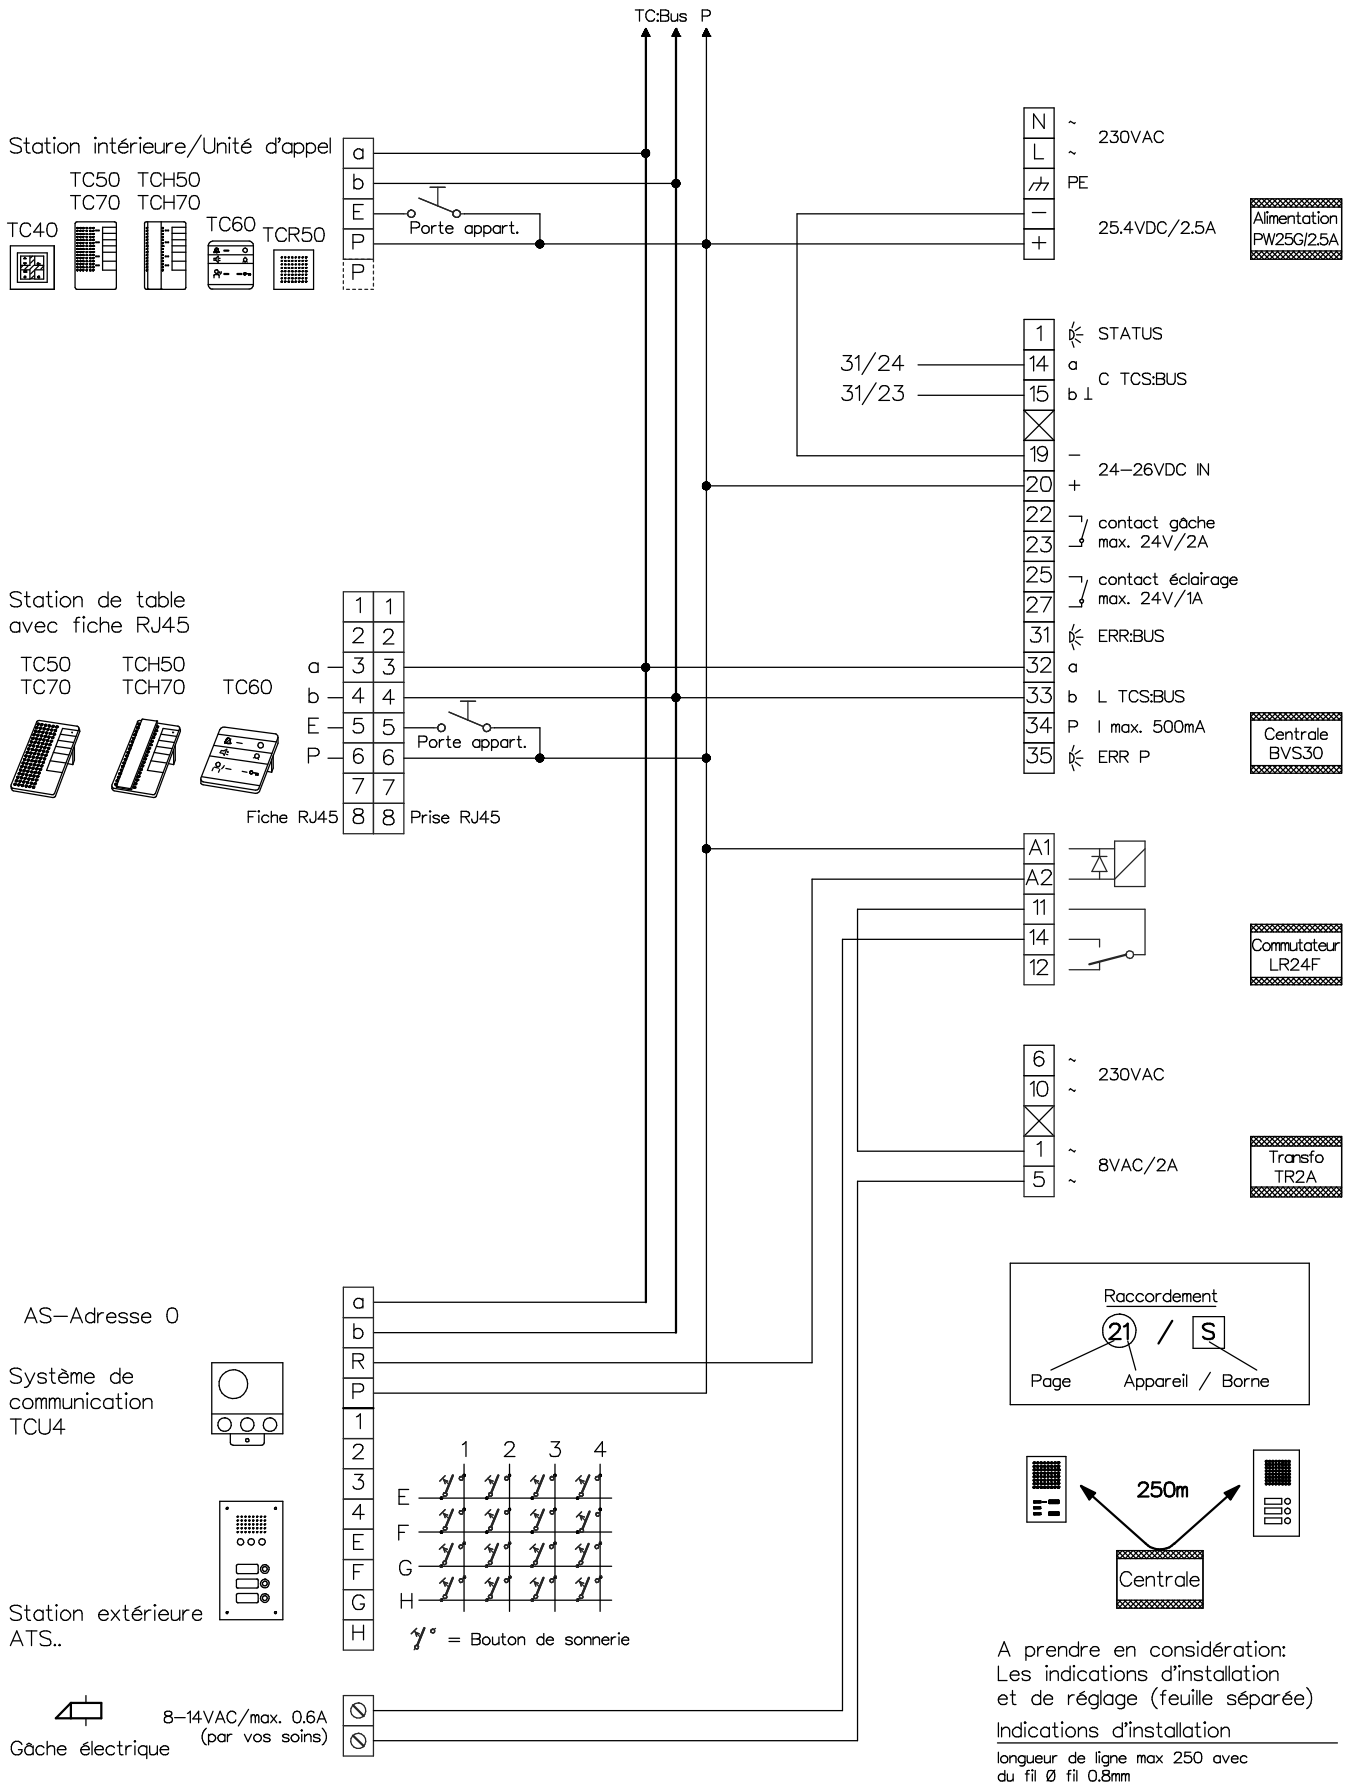 TC:Bus P
Station intérieure/Unité d'appel
TC50 TCH50
TC70 TCH70
TC40
TC60
TCR50
a
b
E
P
P
Porte appart.
N ~
L ~
230VAC
PE
−
+
25.4VDC/2.5A
Alimentation
PW25G/2.5A
1 STATUS
31/24 14 a
C TCS:BUS
31/23 15 b ⊥
19 −
24−26VDC IN
20 +
22
23
contact gâche
max. 24V/2A
25
27
contact éclairage
max. 24V/1A
31 ERR:BUS
32 a
33 b L TCS:BUS
34 P I max. 500mA
35 ERR P
Centrale
BVS30
Station de table
avec fiche RJ45
TC50 TCH50
TC70 TCH70 TC60
1 1
2 2
a 3 3
b 4 4
E 5 5
P 6 6
7 7
8 8
Porte appart.
Fiche RJ45
Prise RJ45
A1
A2
11
14
12
Commutateur
LR24F
6 ~
10 ~
230VAC
1 ~
5 ~
8VAC/2A
Transfo
TR2A
AS−Adresse 0
Système de
communication
TCU4
a
b
R
P
1
2
3
4
E
F
G
H
1 2 3 4
E
F
G
H
= Bouton de sonnerie
Station extérieure
ATS..
Gâche électrique
8−14VAC/max. 0.6A
(par vos soins)
Raccordement
21 / S
Page Appareil / Borne
250m
Centrale
A prendre en considération:
Les indications d'installation
et de réglage (feuille séparée)
Indications d'installation
longueur de ligne max 250 avec
du fil Ø fil 0.8mm